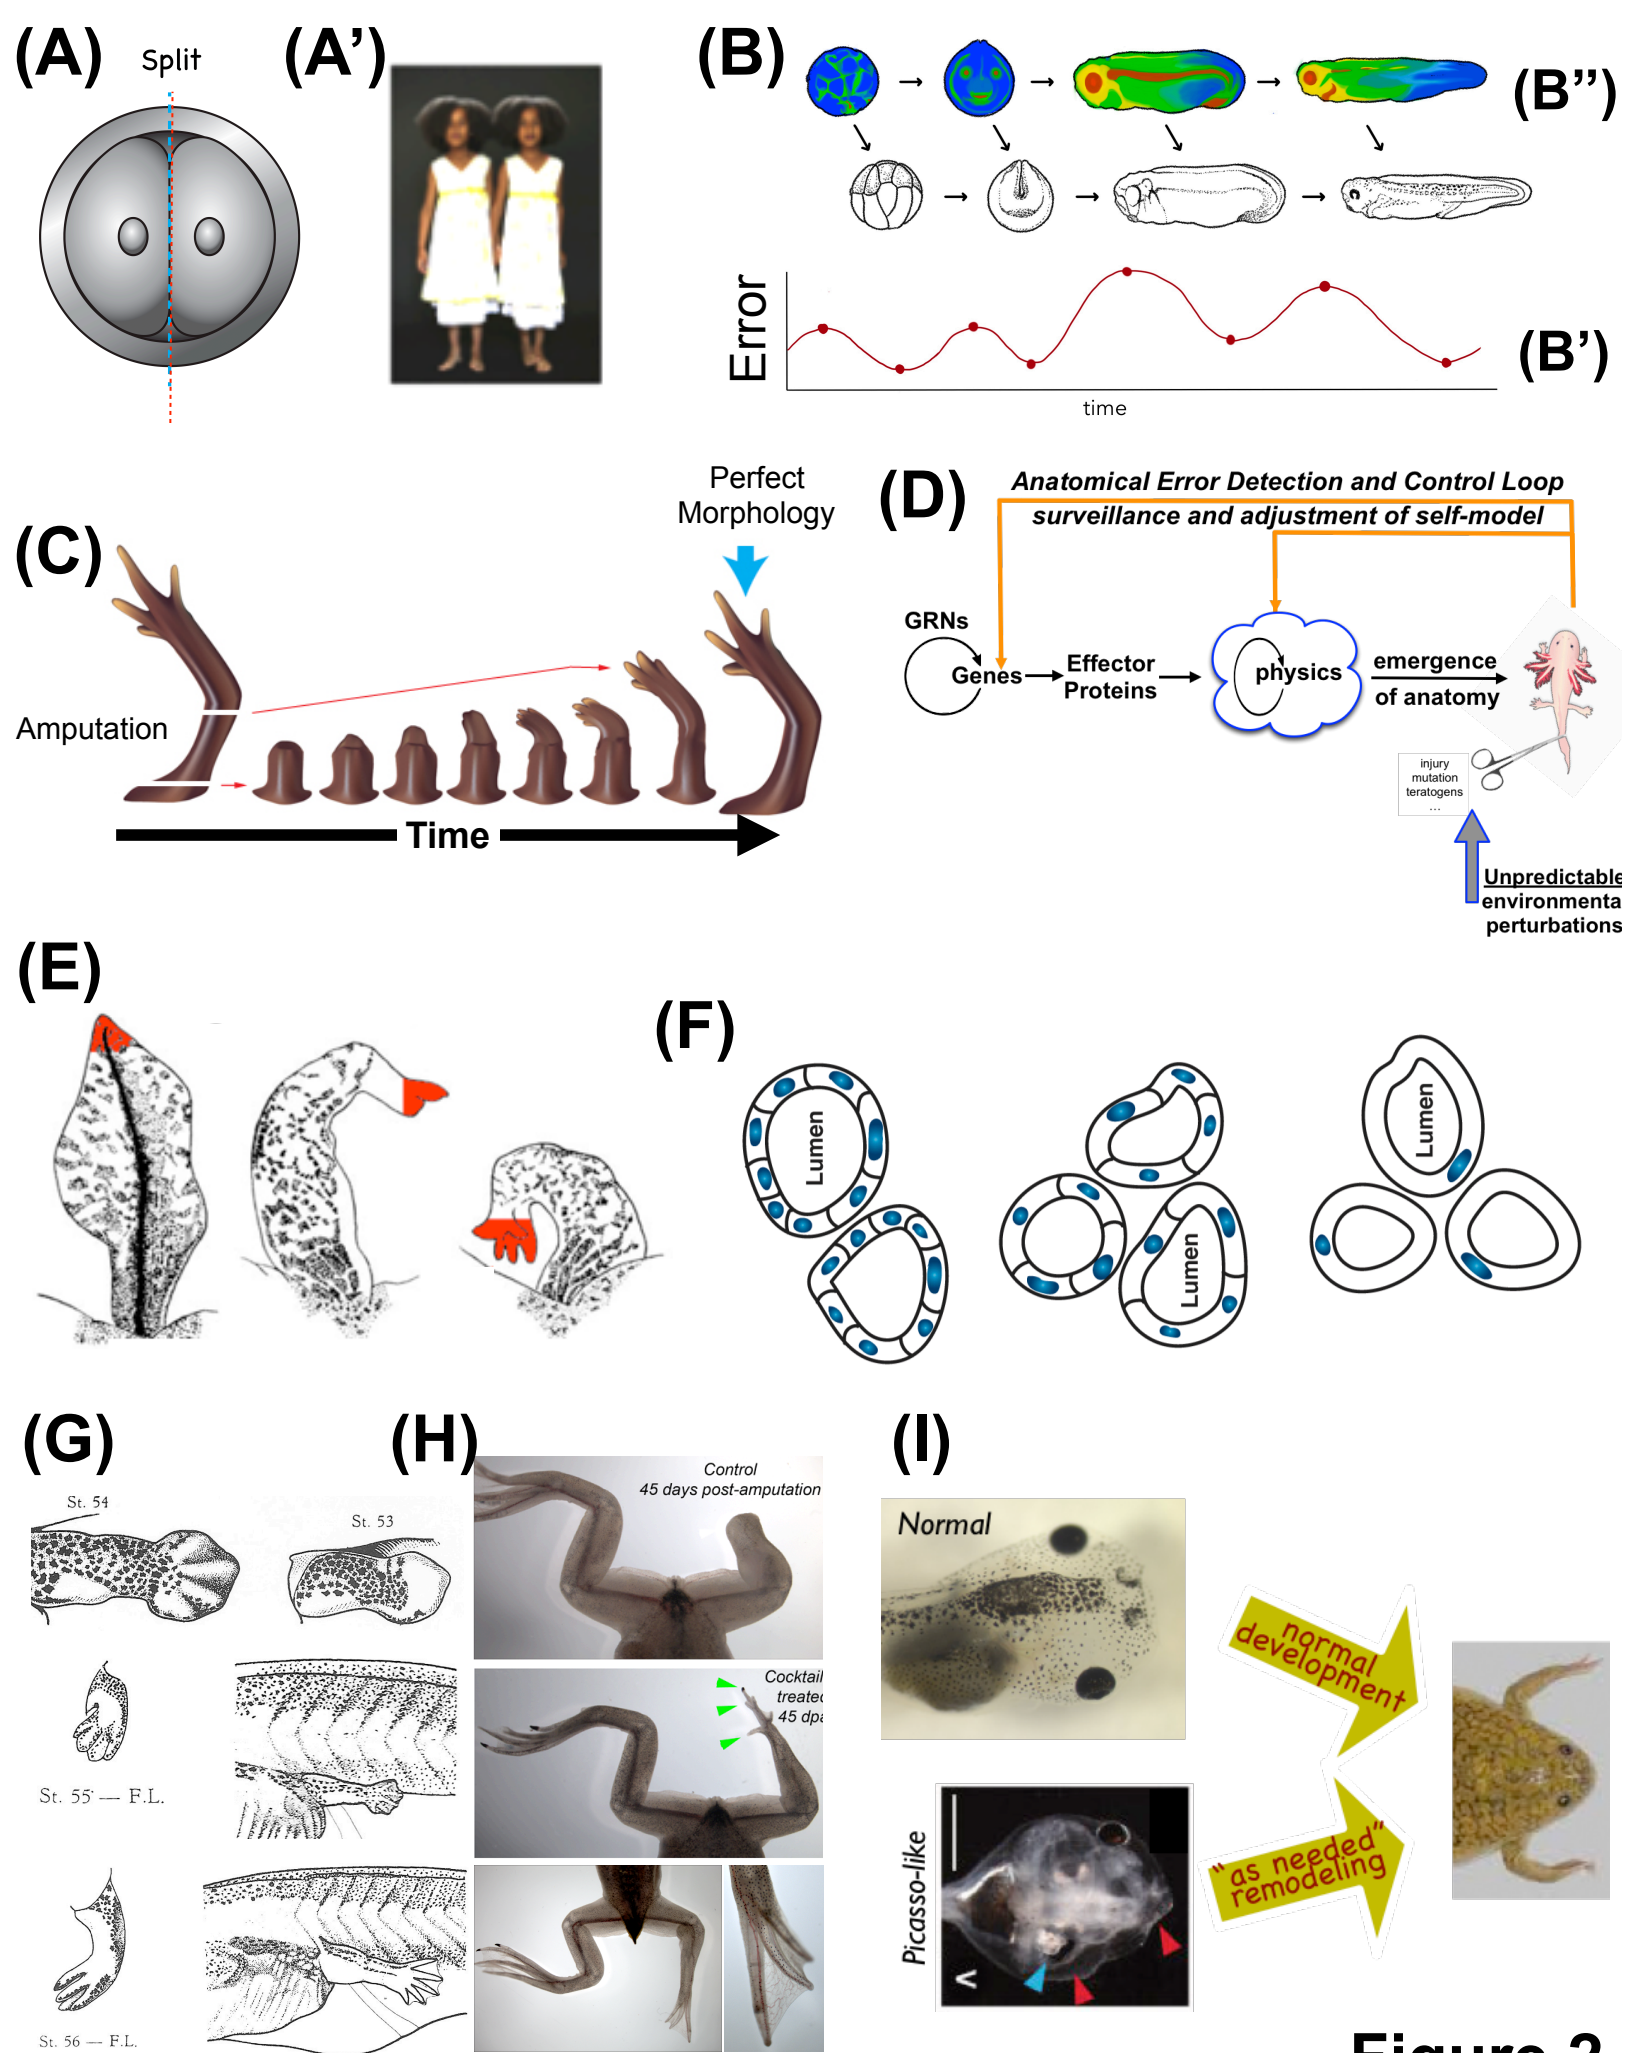 (A)
Split
(A’)
(B)
(B”)
Error
(B’)
time
(C)
Perfect
Morphology
Amputation
Time
(D)
Anatomical Error Detection and Control Loop
surveillance and adjustment of self-model
GRNs
Genes
Effector
Proteins
physics
emergence
of anatomy
injury
mutation
teratogens
...
Unpredictable
environmenta
perturbations
(E)
(F)
Lumen
Lumen
Lumen
(G)
St. 54
St. 53
St. 55 — F.L.
St. 56 — F.L.
(H)
Control
45 days post-amputation
Cocktail
treated
45 dpa
(I)
Normal
Picasso-like
<
normal
development
“as needed”
remodeling
Figure 2